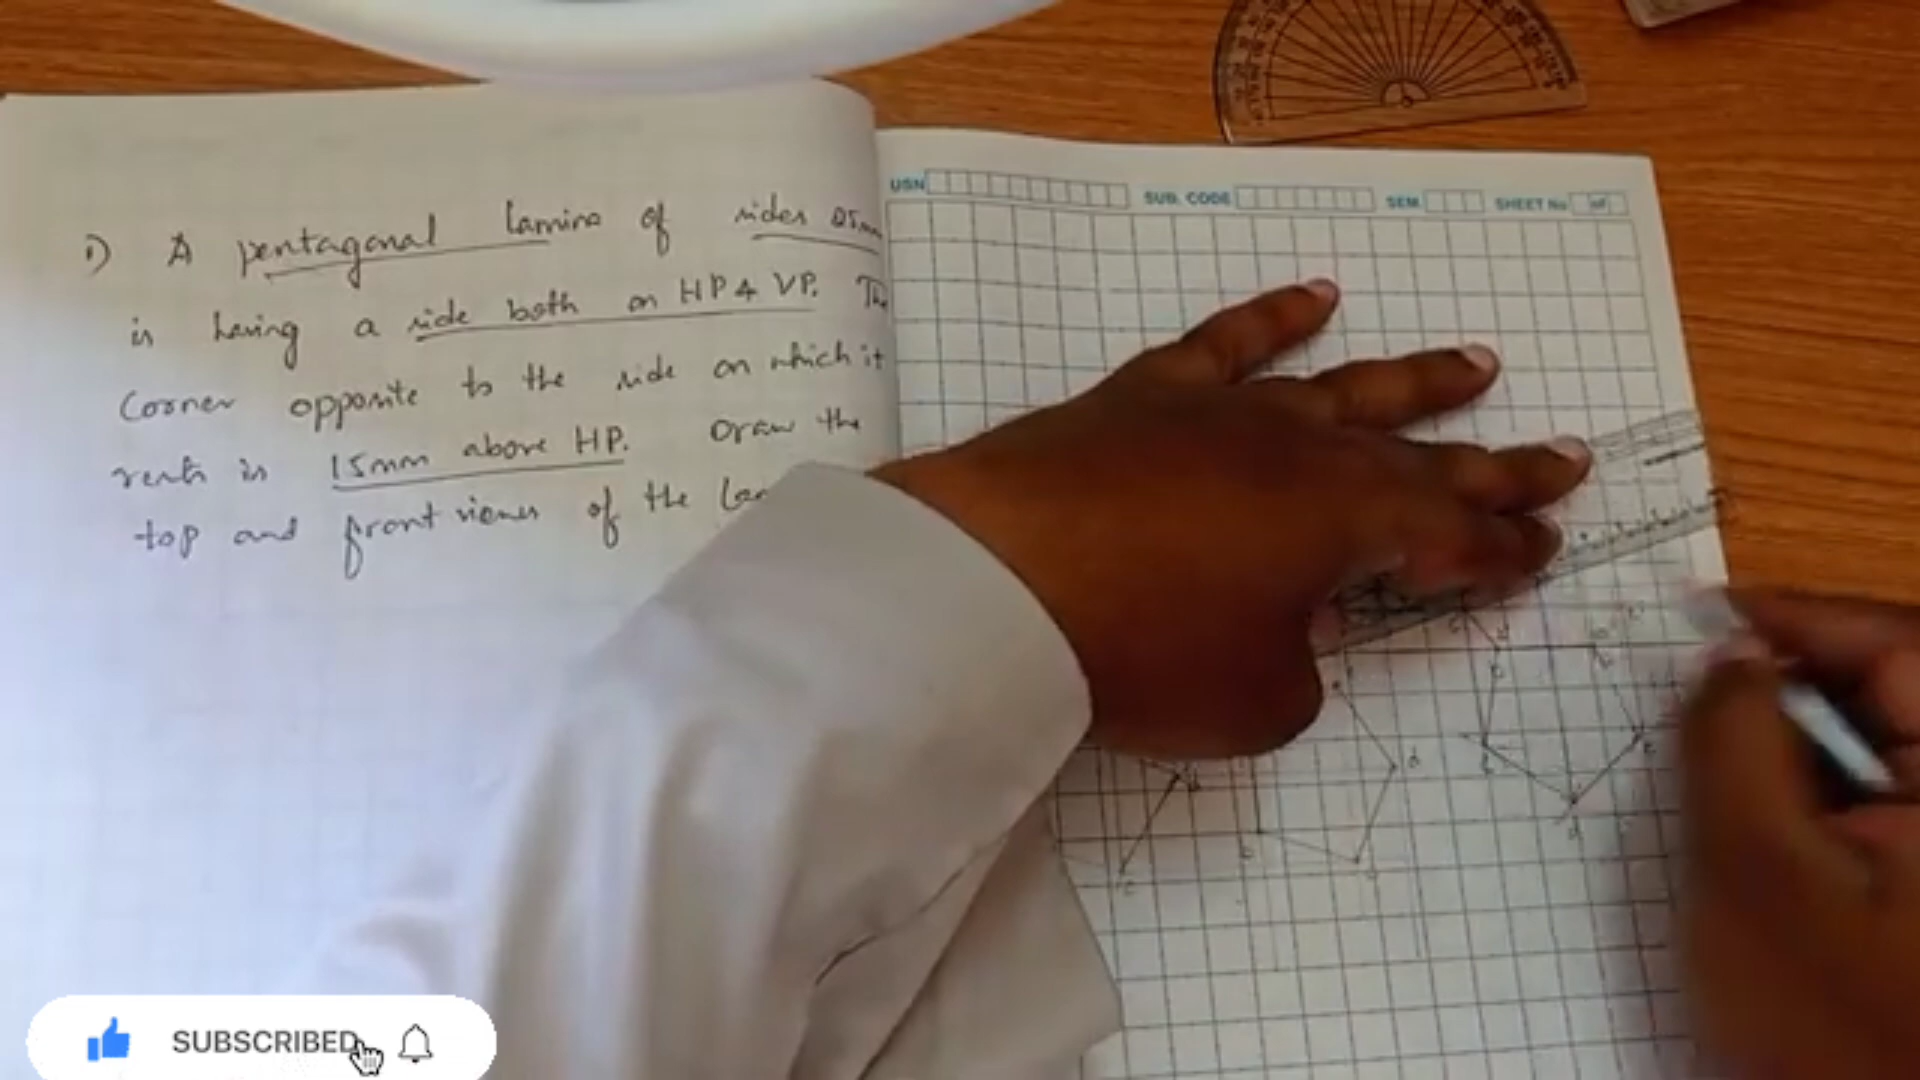 1) A pentagonal lamina of sides 25mm
is having a side both on HP & VP. The
corner opposite to the side on which it
rests is 15mm above HP. Draw the
top and front views of the
USN SUB. CODE SEM SHEET No OF
SUBSCRIBED